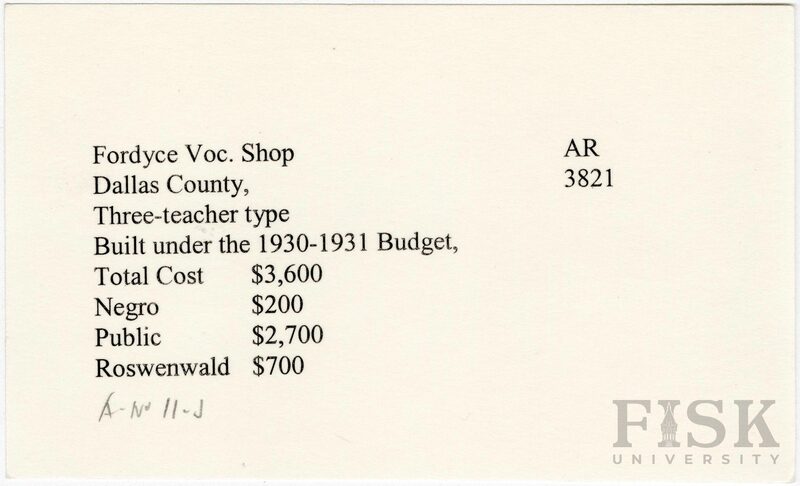 Fordyce Voc. Shop
AR
Dallas County,
3821
Three-teacher type
Built under the 1930-1931 Budget,
Total Cost $3,600
Negro $200
Public $2,700
Roswenwald $700
11-J
FISK
UNIVERSITY